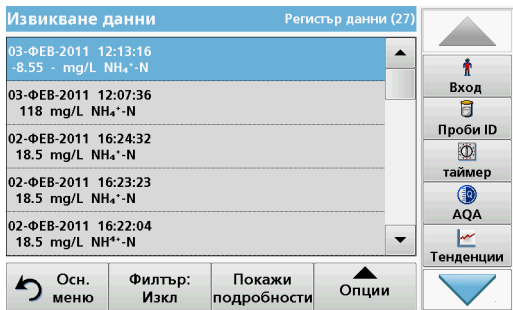 Извикване данни
Регистър данни (27)
03-ФЕВ-2011 12:13:16
-8.55 - mg/L NH₄⁺-N
03-ФЕВ-2011 12:07:36
118 mg/L NH₄⁺-N
02-ФЕВ-2011 16:24:32
18.5 mg/L NH₄⁺-N
02-ФЕВ-2011 16:23:23
18.5 mg/L NH₄⁺-N
02-ФЕВ-2011 16:22:04
18.5 mg/L NH⁴⁺-N
Осн.
меню
Филтър:
Изкл
Покажи
подробности
Опции
Вход
Проби ID
таймер
AQA
Тенденции